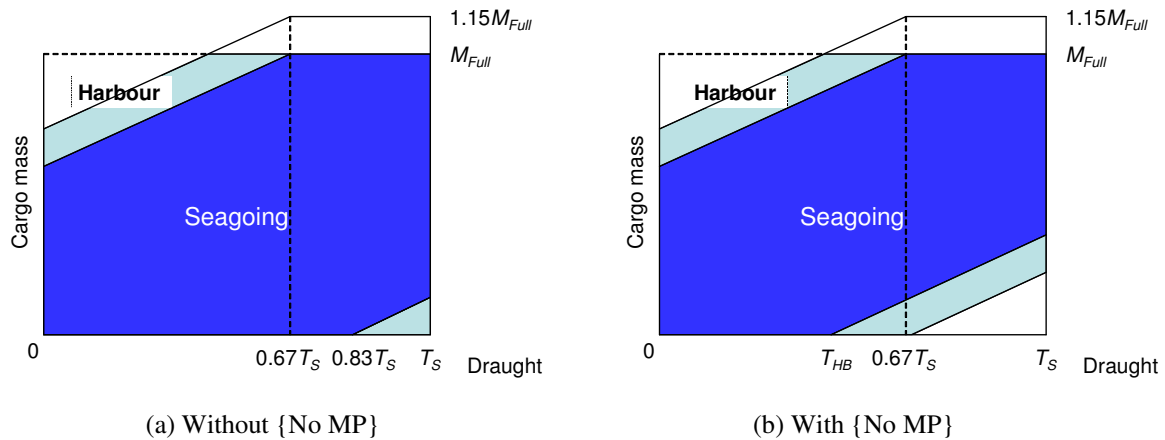 1.15M_Full
M_Full
Harbour
Cargo mass
Seagoing
0
0.67T_S
0.83T_S
T_S
Draught
(a) Without {No MP}
1.15M_Full
M_Full
Harbour
Cargo mass
Seagoing
0
T_HB
0.67T_S
T_S
Draught
(b) With {No MP}